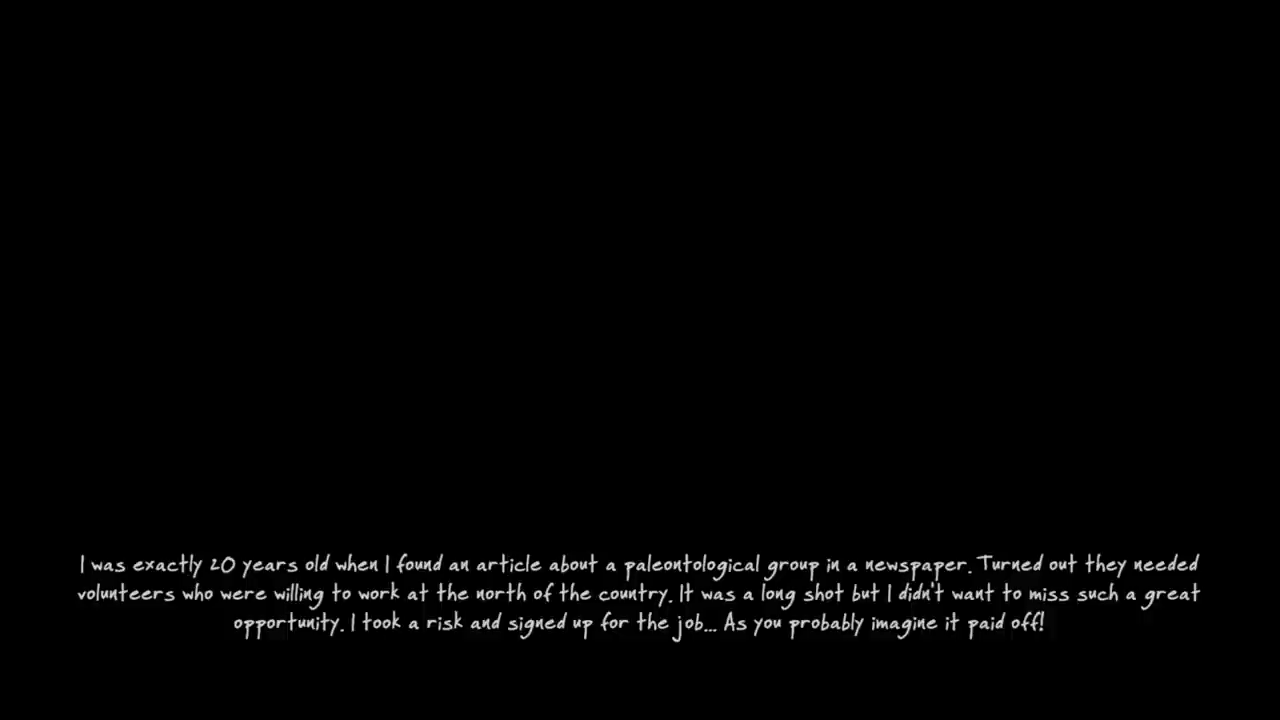 I was exactly 20 years old when I found an article about a paleontological group in a newspaper. Turned out they needed
volunteers who were willing to work at the north of the country. It was a long shot but I didn't want to miss such a great
opportunity. I took a risk and signed up for the job... As you probably imagine it paid off!